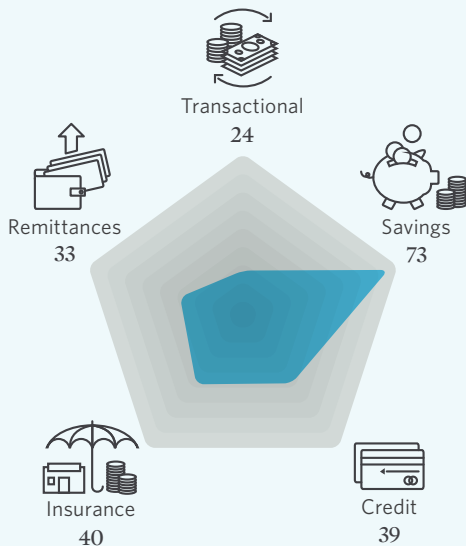 Transactional
24
Remittances
33
Savings
73
Insurance
40
Credit
39